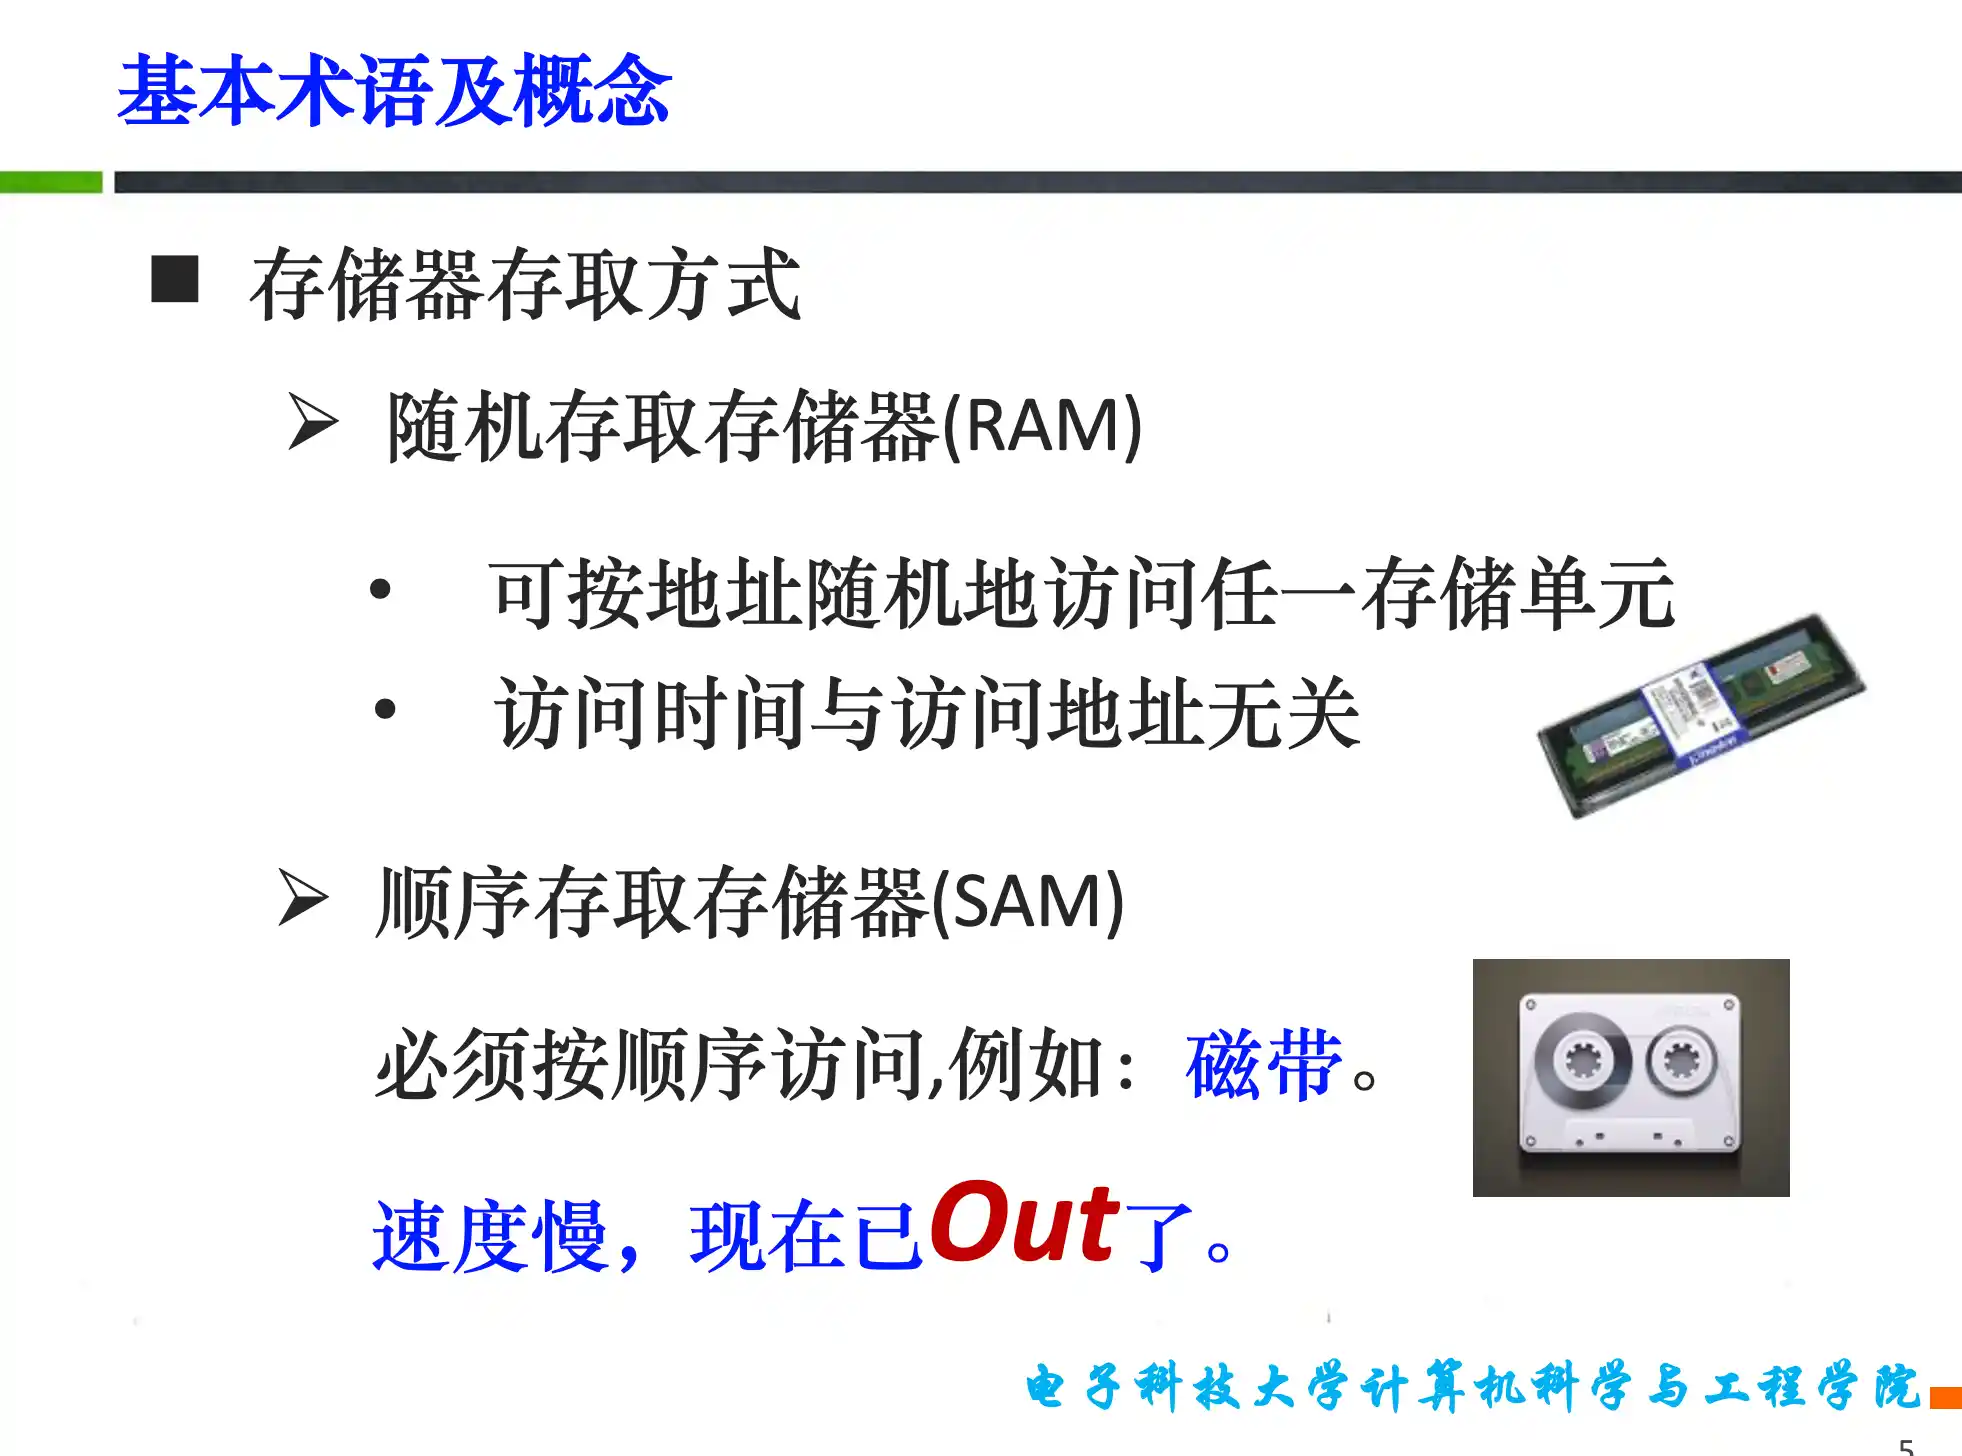 基本术语及概念
■ 存储器存取方式
➢ 随机存取存储器(RAM)
• 可按地址随机地访问任一存储单元
• 访问时间与访问地址无关
Kingston
➢ 顺序存取存储器(SAM)
必须按顺序访问,例如：磁带。
速度慢，现在已Out了。
电子科技大学计算机科学与工程学院
5